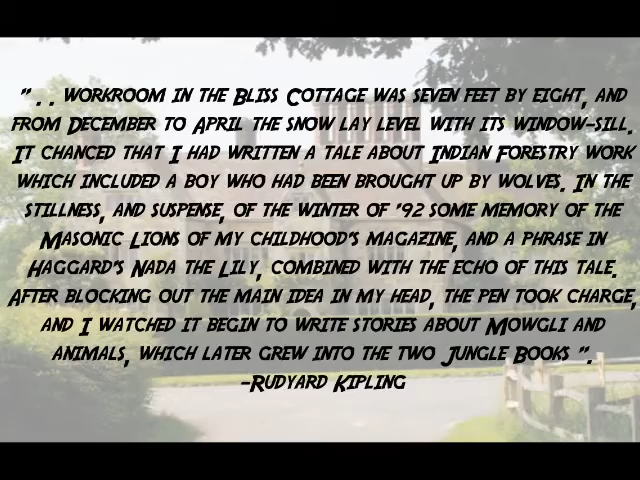 " . . workroom in the Bliss Cottage was seven feet by eight, and
from December to April the snow lay level with its window-sill.
It chanced that I had written a tale about Indian Forestry work
which included a boy who had been brought up by wolves. In the
stillness, and suspense, of the winter of '92 some memory of the
Masonic Lions of my childhood's magazine, and a phrase in
Haggard's Nada the Lily, combined with the echo of this tale.
After blocking out the main idea in my head, the pen took charge,
and I watched it begin to write stories about Mowgli and
animals, which later grew into the two Jungle Books ".
-Rudyard Kipling